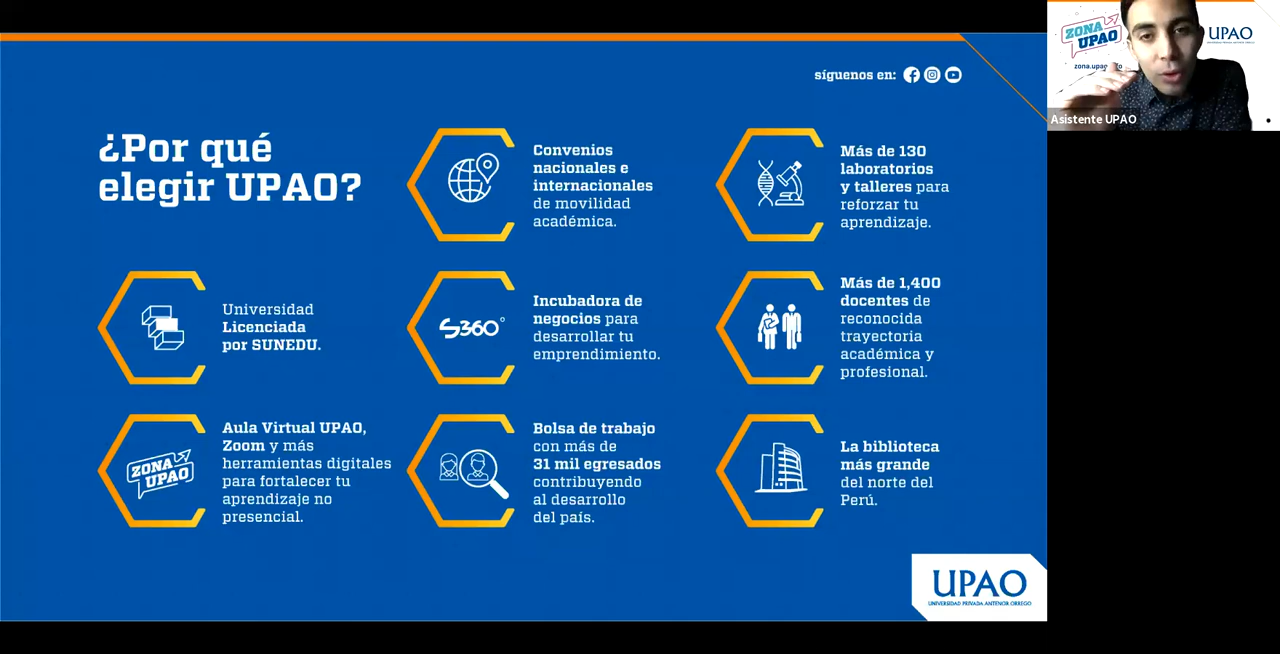 síguenos en:
¿Por qué
elegir UPAO?
Convenios
nacionales e
internacionales
de movilidad
académica.
Más de 130
laboratorios
y talleres para
reforzar tu
aprendizaje.
Universidad
Licenciada
por SUNEDU.
S360°
Incubadora de
negocios para
desarrollar tu
emprendimiento.
Más de 1,400
docentes de
reconocida
trayectoria
académica y
profesional.
ZONA
UPAO
Aula Virtual UPAO,
Zoom y más
herramientas digitales
para fortalecer tu
aprendizaje no
presencial.
Bolsa de trabajo
con más de
31 mil egresados
contribuyendo
al desarrollo
del país.
La biblioteca
más grande
del norte del
Perú.
UPAO
UNIVERSIDAD PRIVADA ANTENOR ORREGO
ZONA
UPAO
UPAO
Asistente UPAO